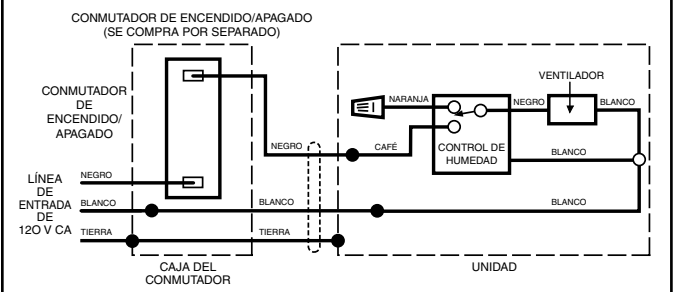 CONMUTADOR DE ENCENDIDO/APAGADO
(SE COMPRA POR SEPARADO)
CONMUTADOR
DE
ENCENDIDO/
APAGADO
VENTILADOR
NARANJA
NEGRO
BLANCO
NEGRO
CAFÉ
CONTROL DE
HUMEDAD
BLANCO
LÍNEA
DE
ENTRADA
DE
12O V CA
NEGRO
BLANCO
BLANCO
BLANCO
TIERRA
TIERRA
CAJA DEL
CONMUTADOR
UNIDAD